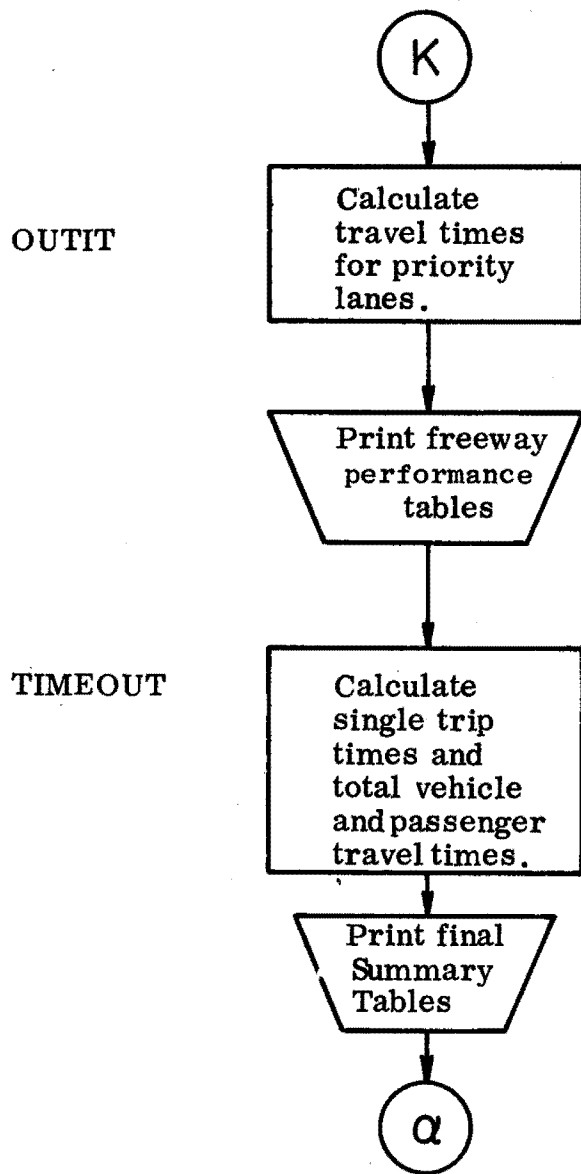 K
OUTIT
Calculate
travel times
for priority
lanes.
Print freeway
performance
tables
TIMEOUT
Calculate
single trip
times and
total vehicle
and passenger
travel times.
Print final
Summary
Tables
α